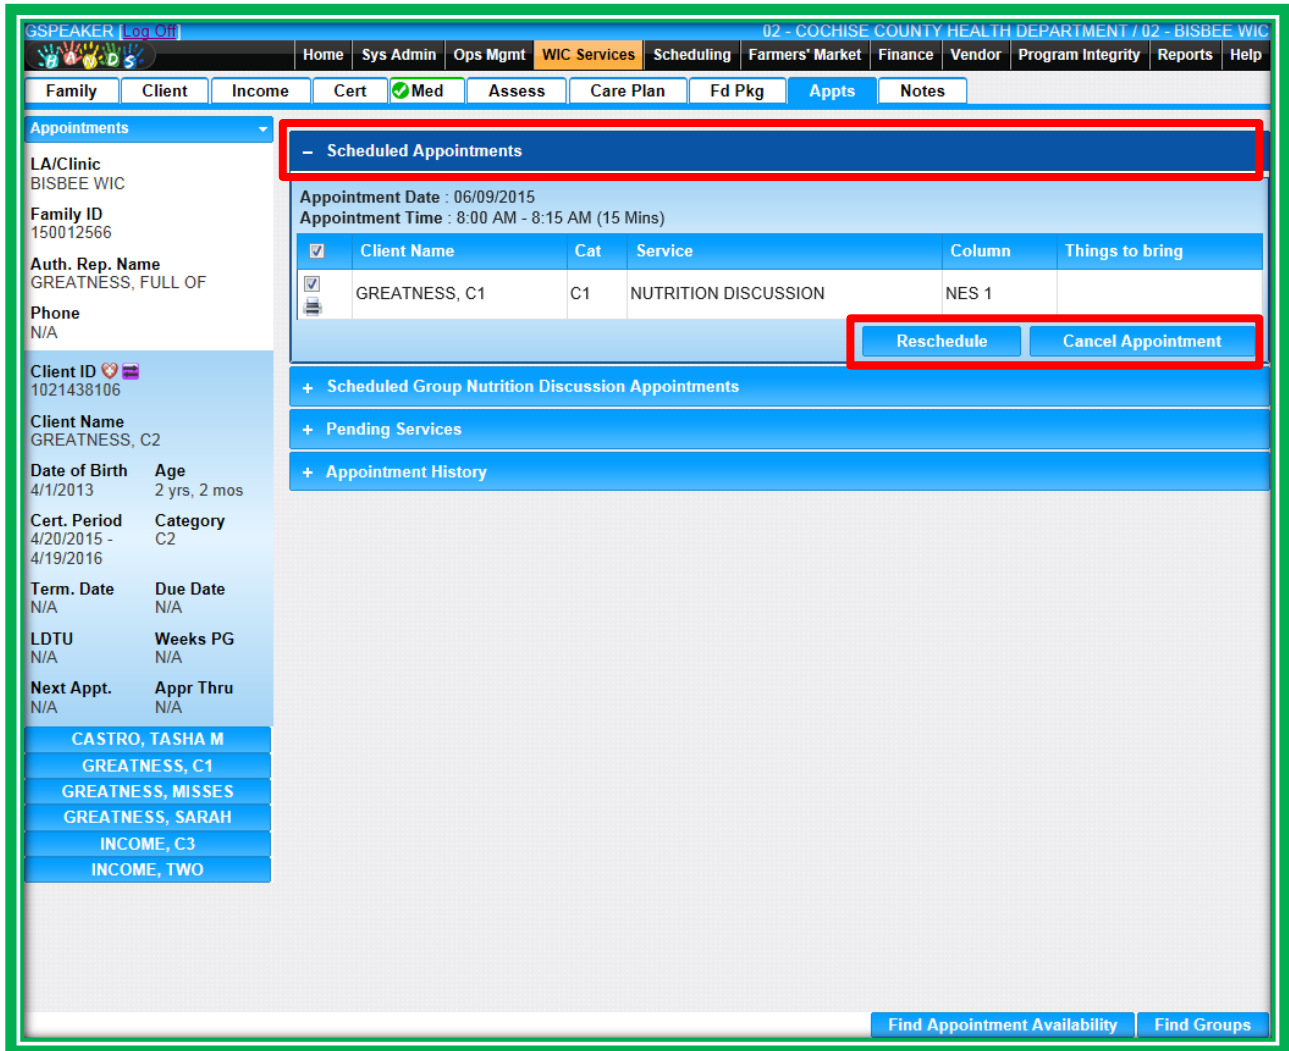 GSPEAKER [Log Off] 02 - COCHISE COUNTY HEALTH DEPARTMENT / 02 - BISBEE WIC
HANDS Home Sys Admin Ops Mgmt WIC Services Scheduling Farmers' Market Finance Vendor Program Integrity Reports Help
Family Client Income Cert Med Assess Care Plan Fd Pkg Appts Notes
Appointments
LA/Clinic
BISBEE WIC
Family ID
150012566
Auth. Rep. Name
GREATNESS, FULL OF
Phone
N/A
Client ID
1021438106
Client Name
GREATNESS, C2
Date of Birth Age
4/1/2013 2 yrs, 2 mos
Cert. Period Category
4/20/2015 - C2
4/19/2016
Term. Date Due Date
N/A N/A
LDTU Weeks PG
N/A N/A
Next Appt. Appr Thru
N/A N/A
CASTRO, TASHA M
GREATNESS, C1
GREATNESS, MISSES
GREATNESS, SARAH
INCOME, C3
INCOME, TWO
− Scheduled Appointments
Appointment Date : 06/09/2015
Appointment Time : 8:00 AM - 8:15 AM (15 Mins)
Client Name Cat Service Column Things to bring
GREATNESS, C1 C1 NUTRITION DISCUSSION NES 1
Reschedule Cancel Appointment
+ Scheduled Group Nutrition Discussion Appointments
+ Pending Services
+ Appointment History
Find Appointment Availability Find Groups